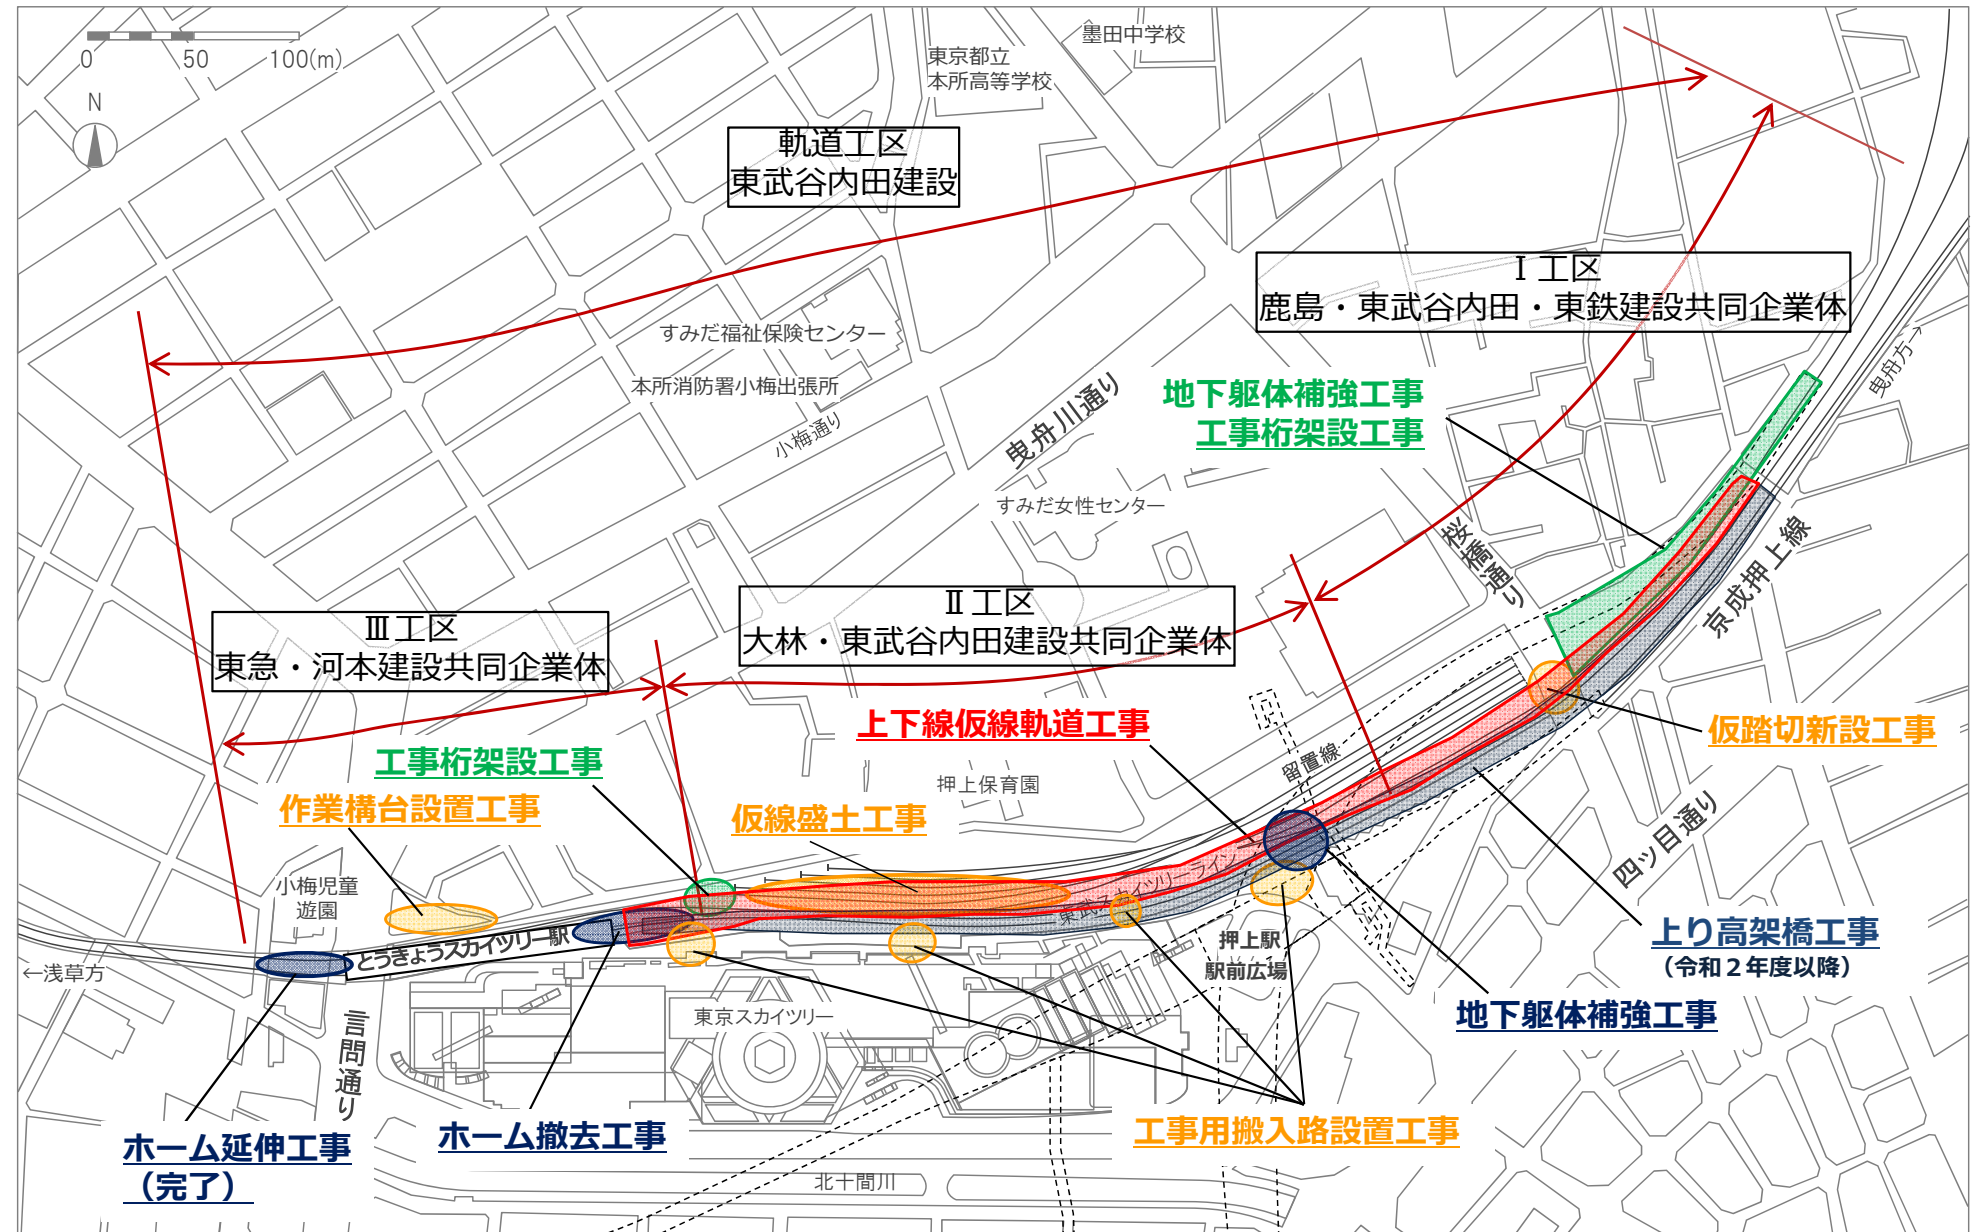 0 50 100(m)
N
墨田中学校
東京都立
本所高等学校
軌道工区
東武谷内田建設
Ⅰ工区
鹿島・東武谷内田・東鉄建設共同企業体
すみだ福祉保険センター
曳舟方→
本所消防署小梅出張所
小梅通り
曳舟川通り
地下躯体補強工事
工事桁架設工事
すみだ女性センター
桜橋通り
京成押上線
Ⅲ工区
東急・河本建設共同企業体
Ⅱ工区
大林・東武谷内田建設共同企業体
上下線仮線軌道工事
仮踏切新設工事
留置線
工事桁架設工事
押上保育園
作業構台設置工事
仮線盛土工事
四ツ目通り
小梅児童
遊園
東武スカイツリーライン
とうきょうスカイツリー駅
押上駅
駅前広場
上り高架橋工事
（令和２年度以降）
←浅草方
地下躯体補強工事
東京スカイツリー
言問通り
ホーム延伸工事
（完了）
ホーム撤去工事
工事用搬入路設置工事
北十間川